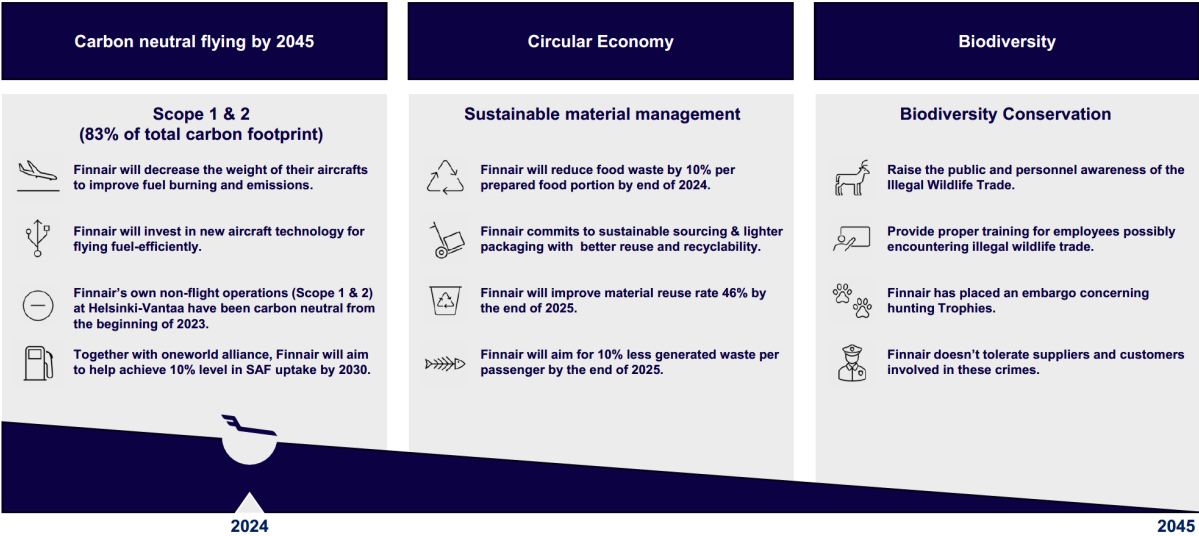 Carbon neutral flying by 2045
Circular Economy
Biodiversity
Scope 1 & 2
(83% of total carbon footprint)
Finnair will decrease the weight of their aircrafts
to improve fuel burning and emissions.
Finnair will invest in new aircraft technology for
flying fuel-efficiently.
Finnair's own non-flight operations (Scope 1 & 2)
at Helsinki-Vantaa have been carbon neutral from
the beginning of 2023.
Together with oneworld alliance, Finnair will aim
to help achieve 10% level in SAF uptake by 2030.
Sustainable material management
Finnair will reduce food waste by 10% per
prepared food portion by end of 2024.
Finnair commits to sustainable sourcing & lighter
packaging with better reuse and recyclability.
Finnair will improve material reuse rate 46% by
the end of 2025.
Finnair will aim for 10% less generated waste per
passenger by the end of 2025.
Biodiversity Conservation
Raise the public and personnel awareness of the
Illegal Wildlife Trade.
Provide proper training for employees possibly
encountering illegal wildlife trade.
Finnair has placed an embargo concerning
hunting Trophies.
Finnair doesn't tolerate suppliers and customers
involved in these crimes.
2024
2045